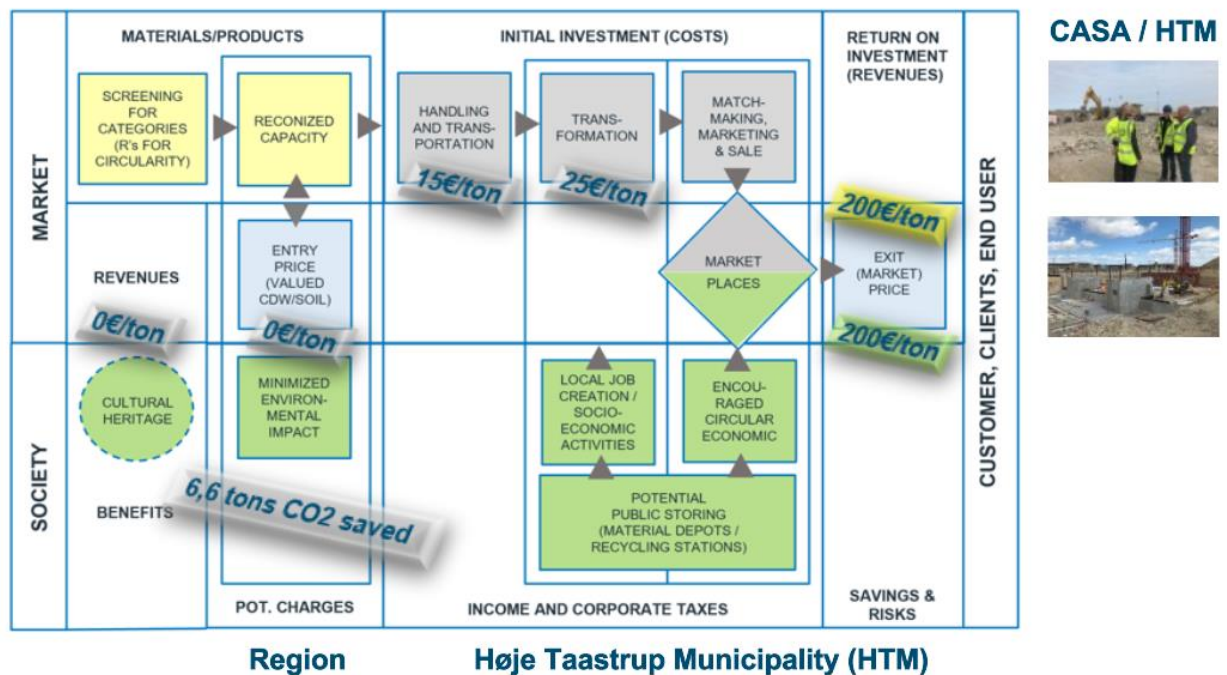 MATERIALS/PRODUCTS
INITIAL INVESTMENT (COSTS)
RETURN ON
INVESTMENT
(REVENUES)
CASA / HTM
MARKET
SCREENING
FOR
CATEGORIES
(R's FOR
CIRCULARITY)
RECONIZED
CAPACITY
HANDLING
AND TRANS-
PORTATION
15€/ton
TRANS-
FORMATION
25€/ton
MATCH-
MAKING,
MARKETING
& SALE
200€/ton
REVENUES
0€/ton
ENTRY
PRICE
(VALUED
CDW/SOIL)
0€/ton
MARKET
PLACES
EXIT
(MARKET)
PRICE
200€/ton
CUSTOMER, CLIENTS, END USER
SOCIETY
CULTURAL
HERITAGE
MINIMIZED
ENVIRON-
MENTAL
IMPACT
LOCAL JOB
CREATION /
SOCIO-
ECONOMIC
ACTIVITIES
ENCOU-
RAGED
CIRCULAR
ECONOMIC
BENEFITS
6,6 tons CO2 saved
POTENTIAL
PUBLIC STORING
(MATERIAL DEPOTS /
RECYCLING STATIONS)
POT. CHARGES
INCOME AND CORPORATE TAXES
SAVINGS &
RISKS
Region
Høje Taastrup Municipality (HTM)